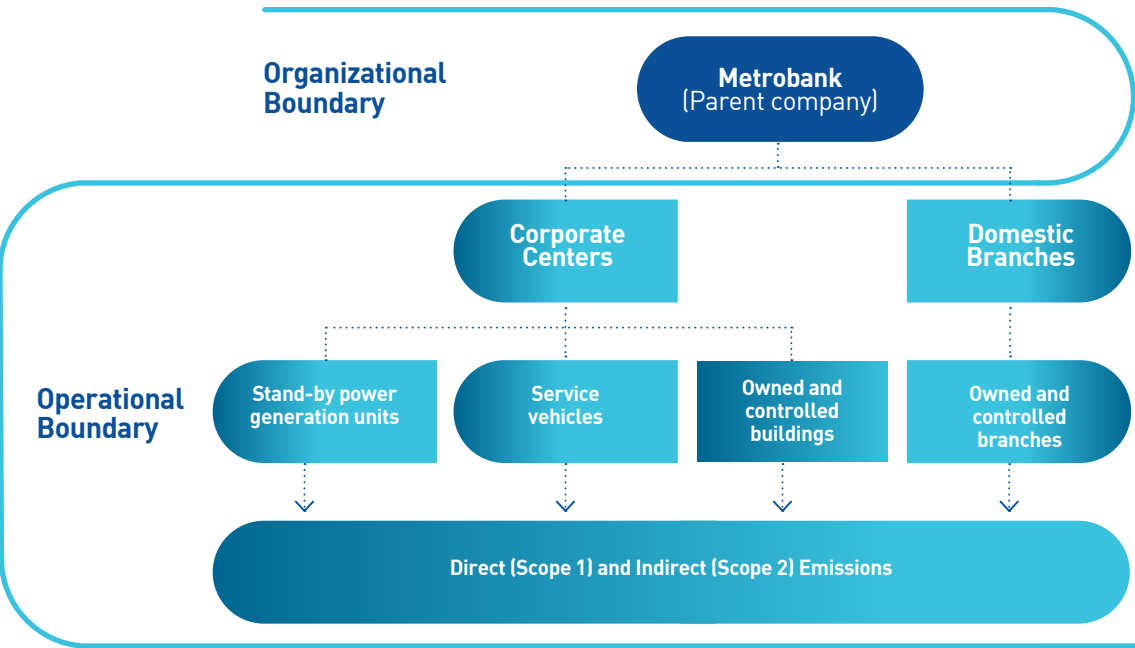 Organizational
Boundary
Metrobank
(Parent company)
Corporate
Centers
Domestic
Branches
Operational
Boundary
Stand-by power
generation units
Service
vehicles
Owned and
controlled
buildings
Owned and
controlled
branches
Direct (Scope 1) and Indirect (Scope 2) Emissions